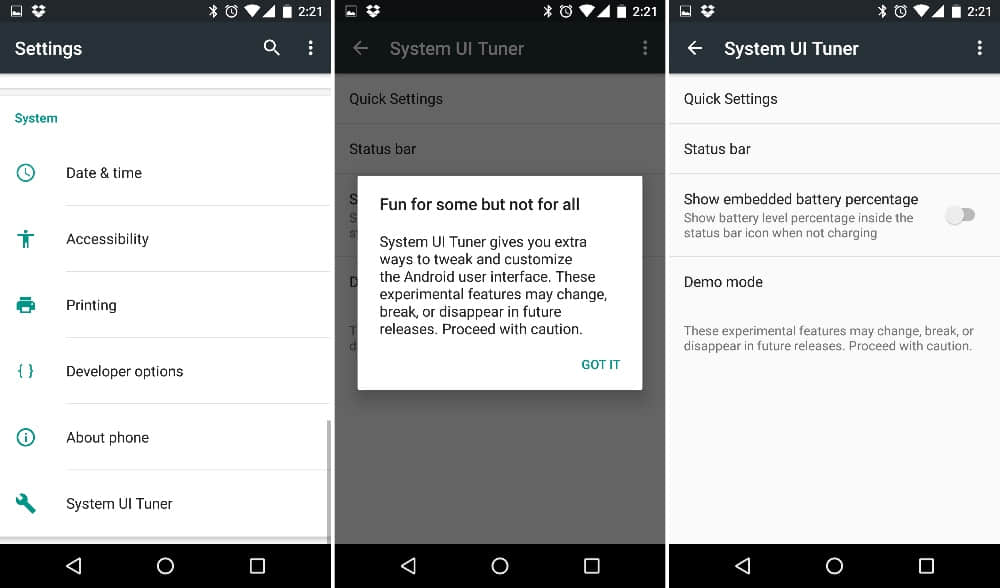 2:21
Settings
System
Date & time
Accessibility
Printing
Developer options
About phone
System UI Tuner
2:21
System UI Tuner
Quick Settings
Status bar
Fun for some but not for all
System UI Tuner gives you extra
ways to tweak and customize
the Android user interface. These
experimental features may change,
break, or disappear in future
releases. Proceed with caution.
GOT IT
2:21
System UI Tuner
Quick Settings
Status bar
Show embedded battery percentage
Show battery level percentage inside the
status bar icon when not charging
Demo mode
These experimental features may change, break, or
disappear in future releases. Proceed with caution.